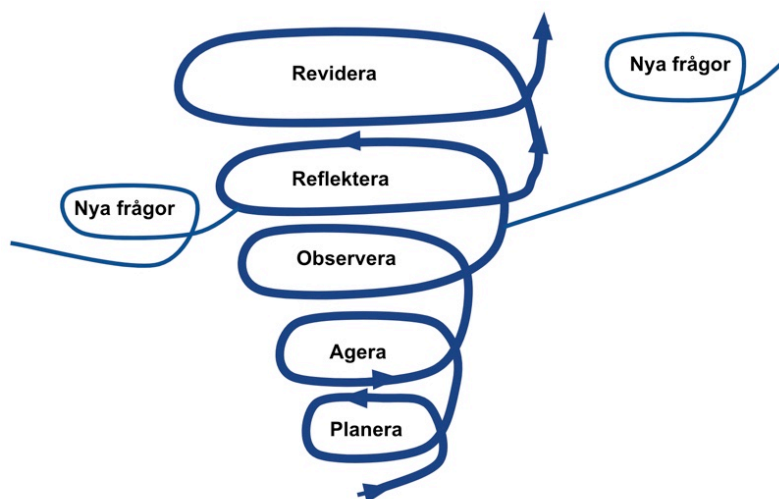 Revidera
Nya frågor
Reflektera
Nya frågor
Observera
Agera
Planera